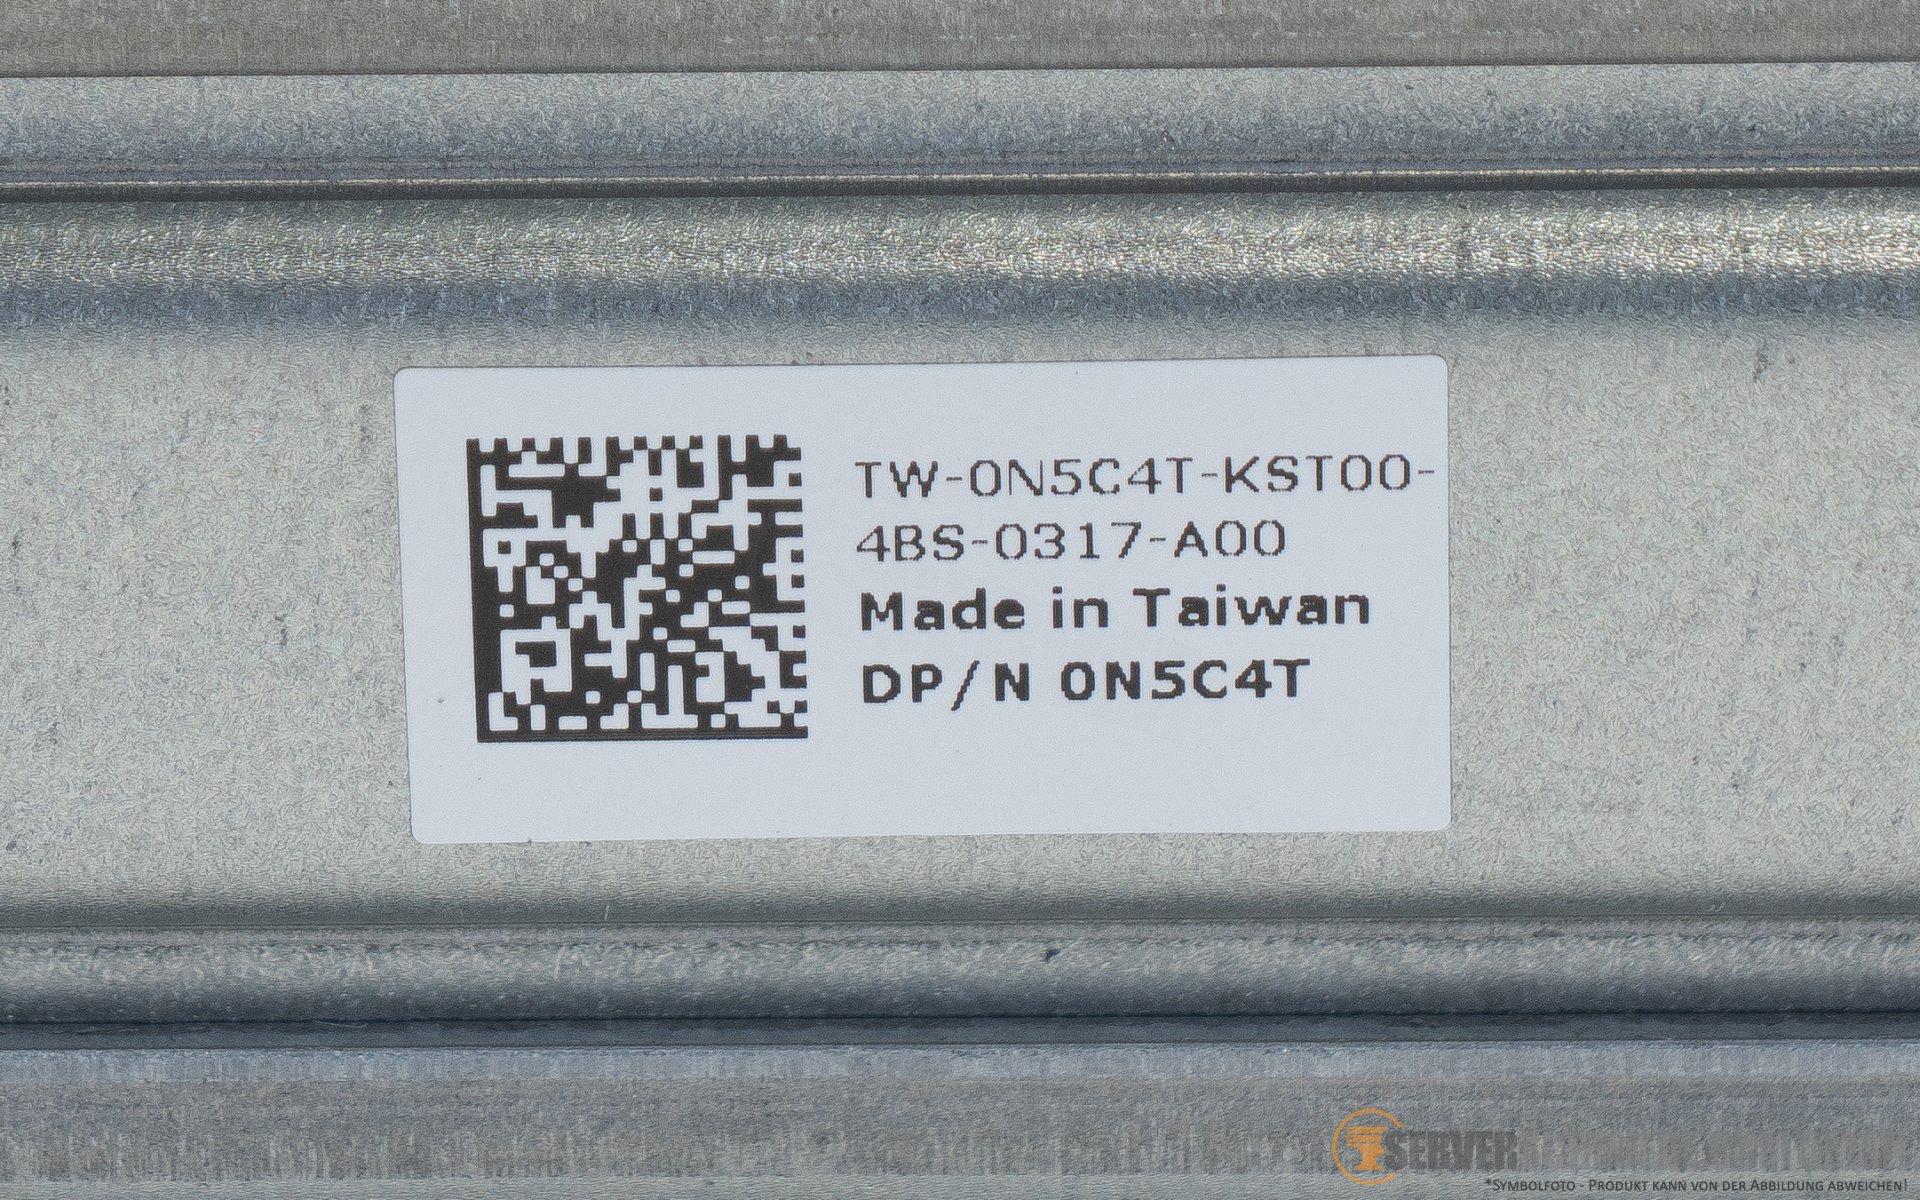 TW-0N5C4T-KST00-
4BS-0317-A00
Made in Taiwan
DP/N 0N5C4T
SERVER
*Symbolfoto - Produkt kann von der Abbildung abweichen!